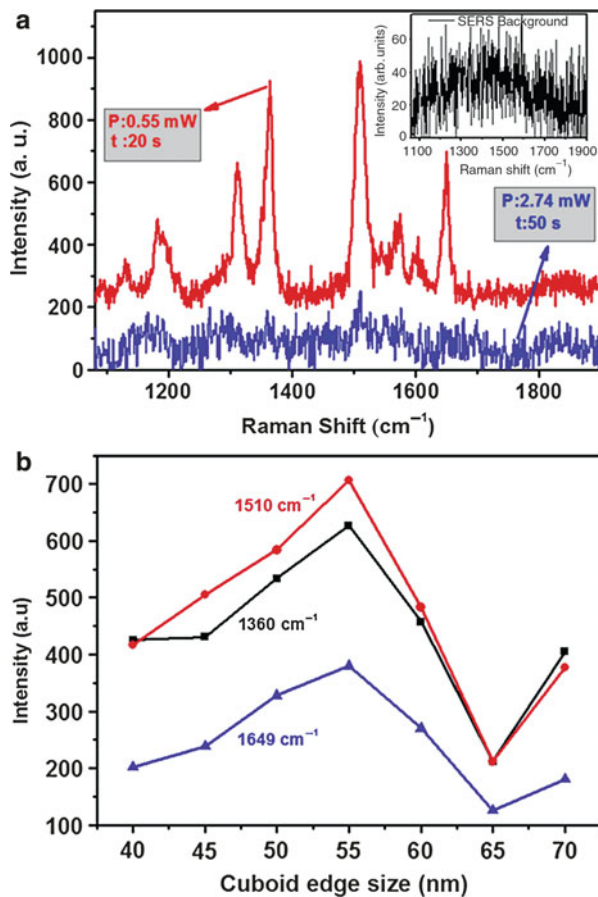 a
1000
800
600
400
200
0
Intensity (a. u.)
P:0.55 mW
t :20 s
P:2.74 mW
t:50 s
SERS Background
60
40
20
0
Intensity (arb. units)
1100
1300
1500
1700
1900
Raman shift (cm⁻¹)
1200
1400
1600
1800
Raman Shift (cm⁻¹)
b
700
600
500
400
300
200
100
Intensity (a.u)
1510 cm⁻¹
1360 cm⁻¹
1649 cm⁻¹
40
45
50
55
60
65
70
Cuboid edge size (nm)